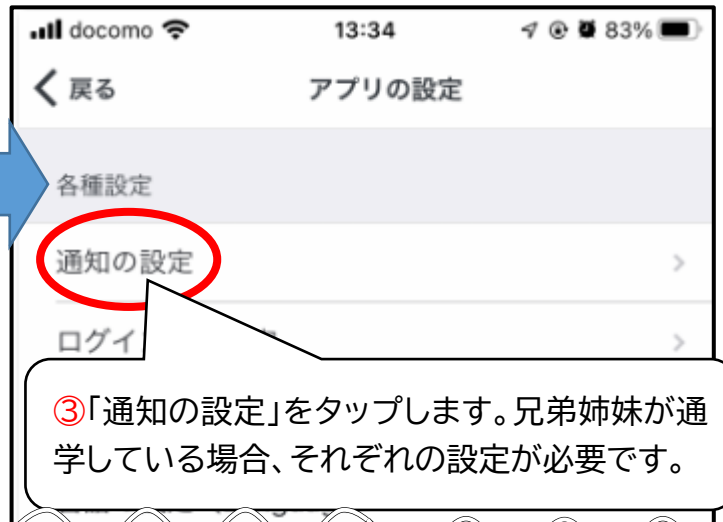 docomo 13:34 83%
戻る アプリの設定
各種設定
通知の設定
ログイ
③「通知の設定」をタップします。兄弟姉妹が通
学している場合、それぞれの設定が必要です。